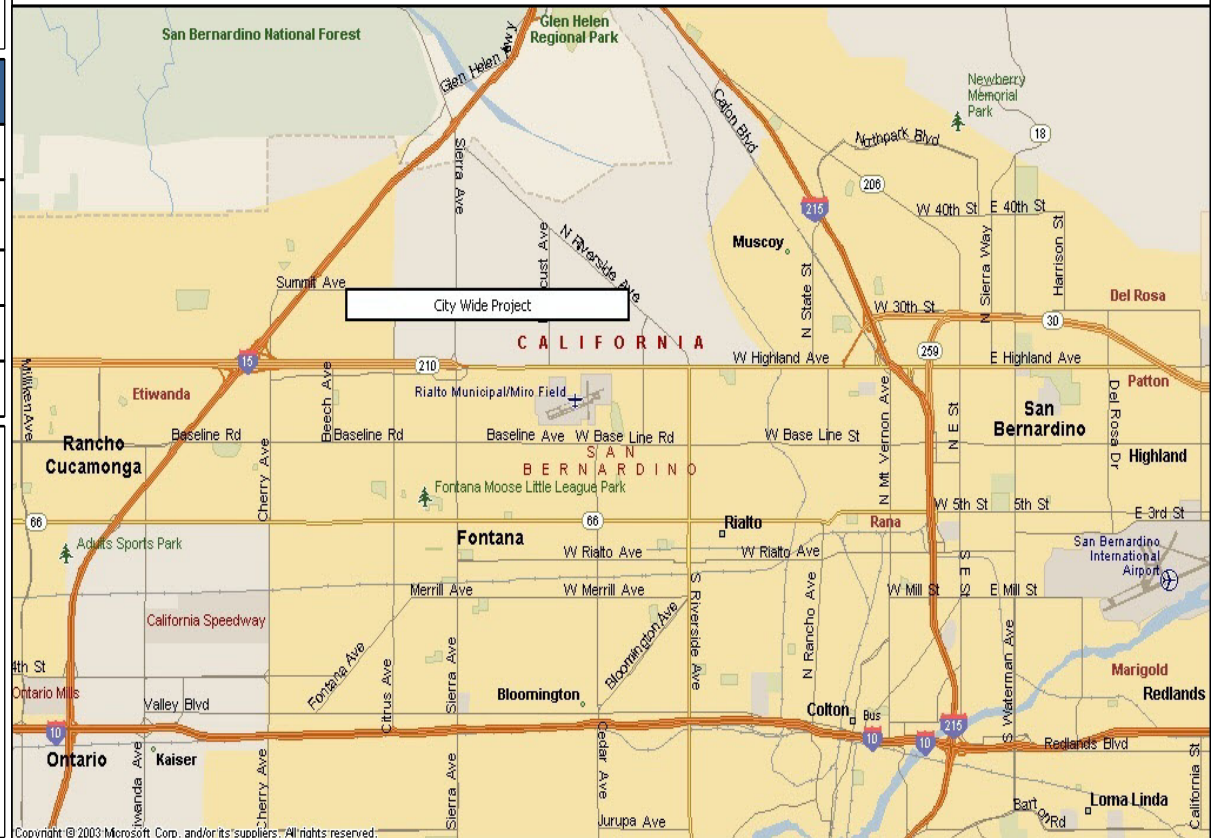 San Bernardino National Forest
Glen Helen
Regional Park
Glen Helen Hwy
Newberry
Memorial
Park
18
Cajon Blvd
Northpark Blvd
Sierra Ave
206
215
W 40th St
E 40th St
N Riverside Ave
Muscoy
N State St
N Sierra Way
Harrison St
Summit Ave
City Wide Project
W 30th St
Del Rosa
30
CALIFORNIA
259
W Highland Ave
E Highland Ave
15
210
Milliken Ave
Etiwanda
Beech Ave
Rialto Municipal/Miro Field
Patton
San
Bernardino
Del Rosa Dr
N Mt Vernon Ave
N E St
Rancho
Cucamonga
Baseline Rd
Baseline Rd
Baseline Ave
W Base Line Rd
W Base Line St
SAN
BERNARDINO
Highland
Cherry Ave
Fontana Moose Little League Park
66
66
W 5th St
5th St
E 3rd St
Rialto
Rana
Fontana
Adults Sports Park
W Rialto Ave
W Rialto Ave
San Bernardino
International
Airport
Merrill Ave
W Merrill Ave
W Mill St
E Mill St
S E St
California Speedway
S Riverside Ave
N Rancho Ave
Fontana Ave
Citrus Ave
Sierra Ave
Bloomington Ave
S Waterman Ave
4th St
Marigold
Ontario Mills
Valley Blvd
Bloomington
Redlands
Colton
Bus
10
10
10
215
Redlands Blvd
Ontario
Kaiser
Cherry Ave
Sierra Ave
Cedar Ave
California St
Barton Rd
Loma Linda
Jurupa Ave
Copyright © 2003 Microsoft Corp. and/or its suppliers. All rights reserved.